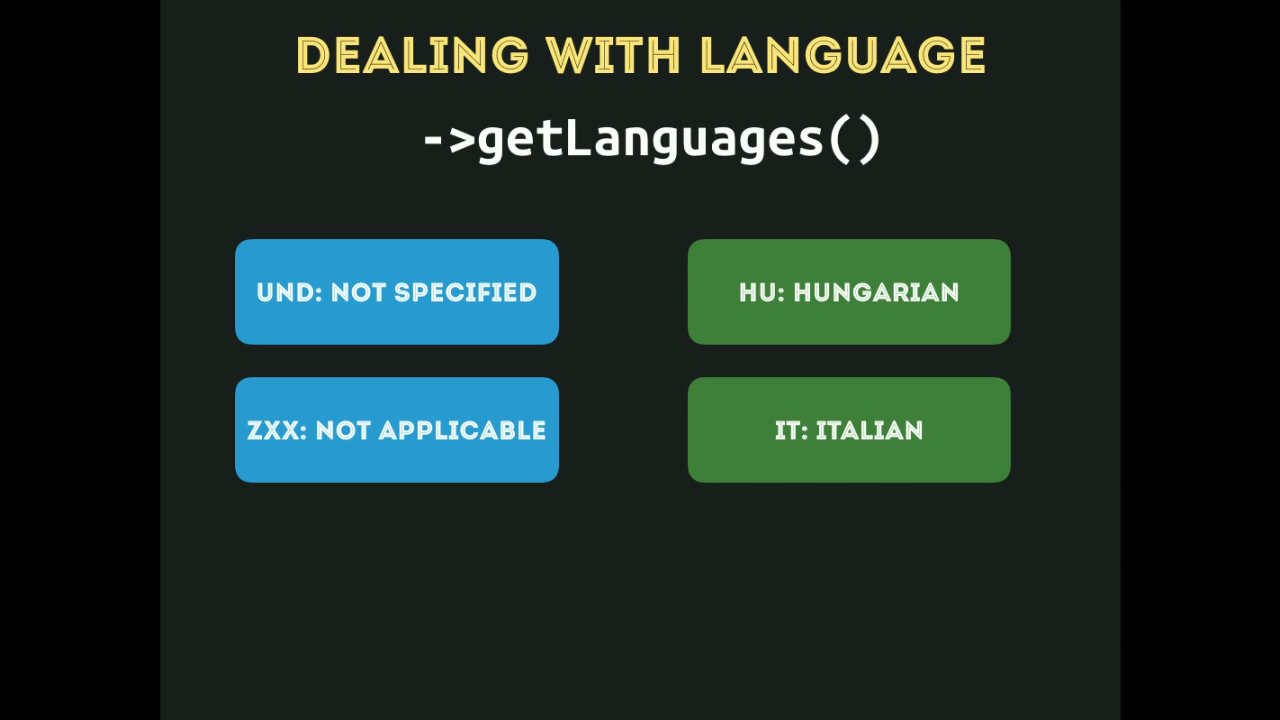 DEALING WITH LANGUAGE
->getLanguages()
UND: NOT SPECIFIED
HU: HUNGARIAN
ZXX: NOT APPLICABLE
IT: ITALIAN